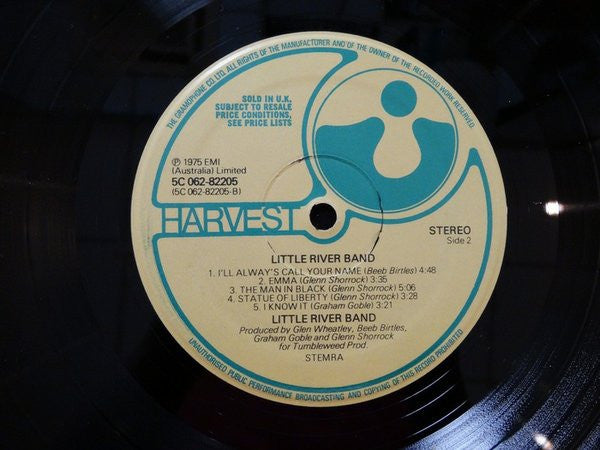 THE GRAMOPHONE CO. LTD. ALL RIGHTS OF THE MANUFACTURER AND OF THE OWNER OF THE RECORDED WORK RESERVED.
SOLD IN U.K.
SUBJECT TO RESALE
PRICE CONDITIONS,
SEE PRICE LISTS
℗ 1975 EMI
(Australia) Limited
5C 062-82205
(5C 062-82205-B)
HARVEST
STEREO
Side 2
LITTLE RIVER BAND
1. I'LL ALWAY'S CALL YOUR NAME (Beeb Birtles) 4:48
2. EMMA (Glenn Shorrock) 3:35
3. THE MAN IN BLACK (Glenn Shorrock) 5:06
4. STATUE OF LIBERTY (Glenn Shorrock) 3:28
5. I KNOW IT (Graham Goble) 3:21
LITTLE RIVER BAND
Produced by Glen Wheatley, Beeb Birtles,
Graham Goble and Glenn Shorrock
for Tumbleweed Prod.
STEMRA
UNAUTHORISED PUBLIC PERFORMANCE BROADCASTING AND COPYING OF THIS RECORD PROHIBITED